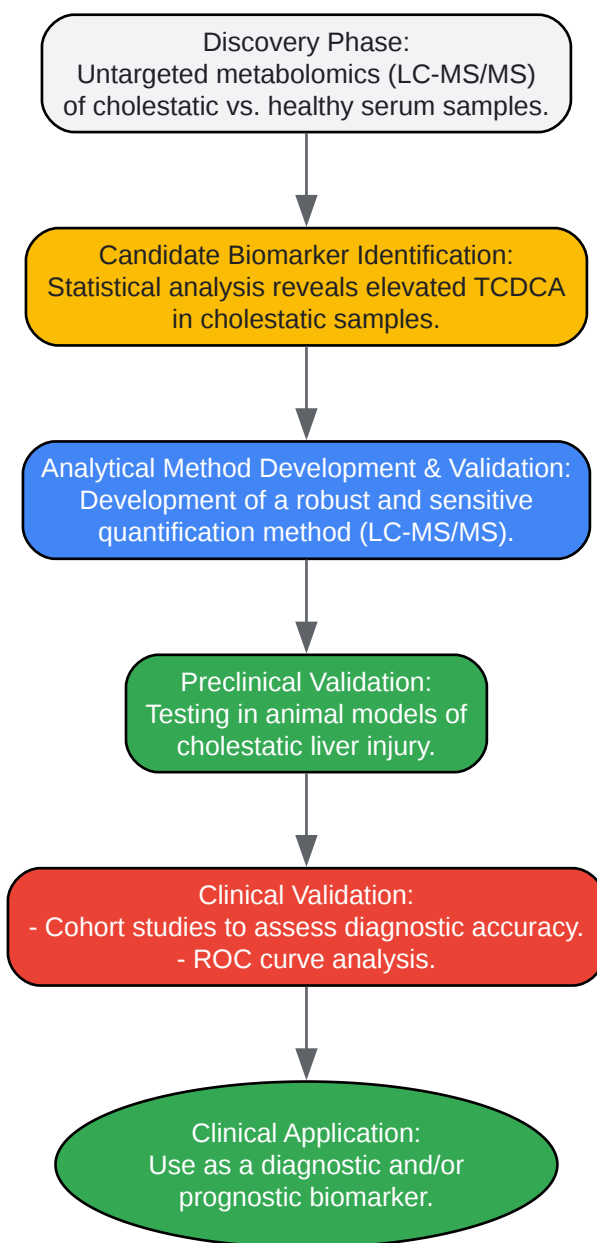 Discovery Phase:
Untargeted metabolomics (LC-MS/MS)
of cholestatic vs. healthy serum samples.
Candidate Biomarker Identification:
Statistical analysis reveals elevated TCDCA
in cholestatic samples.
Analytical Method Development & Validation:
Development of a robust and sensitive
quantification method (LC-MS/MS).
Preclinical Validation:
Testing in animal models of
cholestatic liver injury.
Clinical Validation:
- Cohort studies to assess diagnostic accuracy.
- ROC curve analysis.
Clinical Application:
Use as a diagnostic and/or
prognostic biomarker.